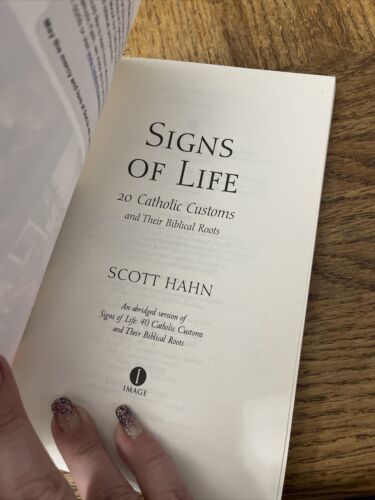 SIGNS
OF LIFE
20 Catholic Customs
and Their Biblical Roots
SCOTT HAHN
An abridged version of
Signs of Life: 40 Catholic Customs
and Their Biblical Roots
IMAGE